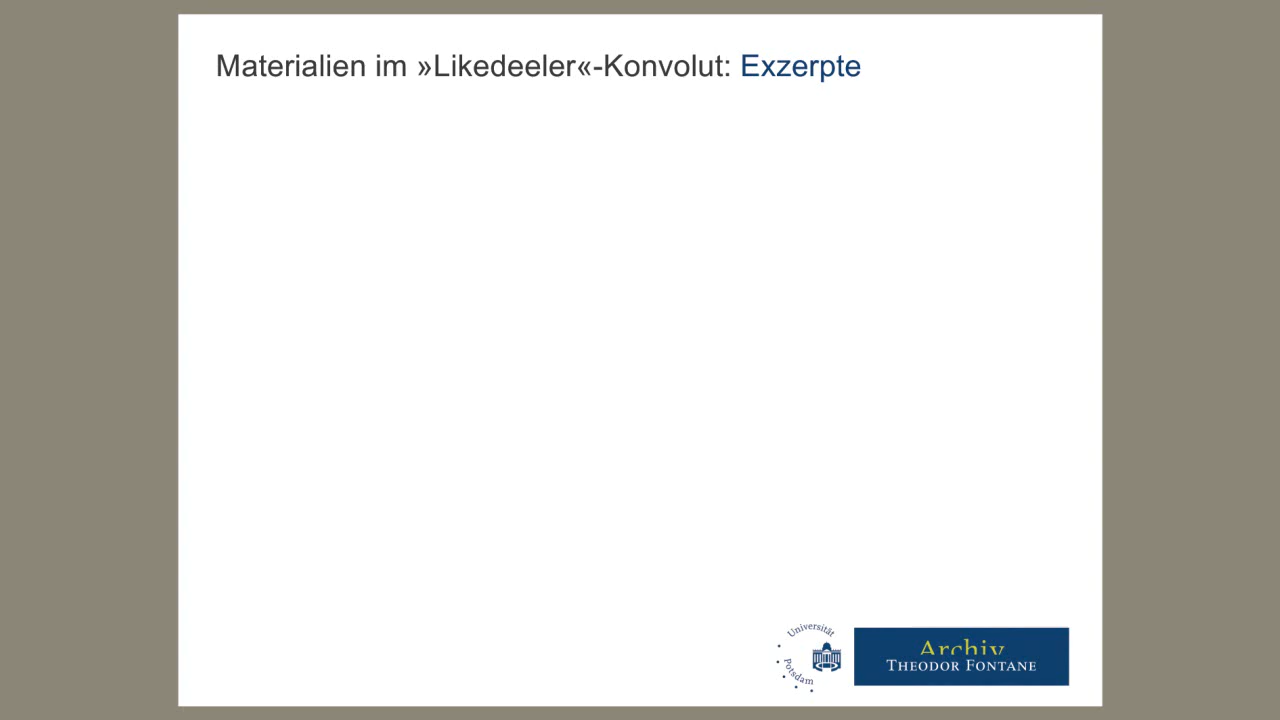 Materialien im »Likedeeler«-Konvolut: Exzerpte
Universität
Potsdam
Archiv
THEODOR FONTANE